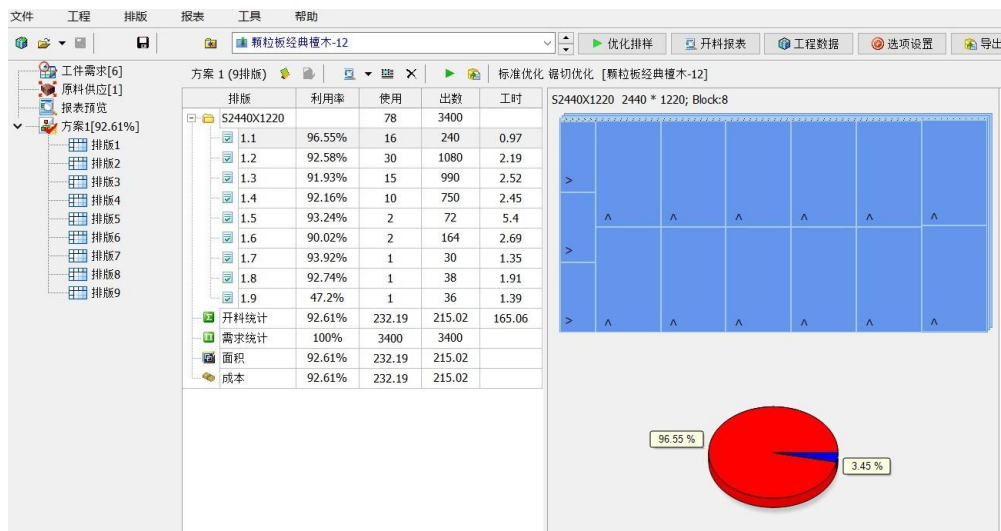 文件 工程 排版 报表 工具 帮助
颗粒板经典檀木-12 优化排样 开料报表 工程数据 选项设置 导出
工件需求[6]
原料供应[1]
报表预览
方案1[92.61%]
排版1
排版2
排版3
排版4
排版5
排版6
排版7
排版8
排版9
方案 1 (9排版) 标准优化 锯切优化 [颗粒板经典檀木-12]
排版 利用率 使用 出数 工时
S2440X1220 78 3400
1.1 96.55% 16 240 0.97
1.2 92.58% 30 1080 2.19
1.3 91.93% 15 990 2.52
1.4 92.16% 10 750 2.45
1.5 93.24% 2 72 5.4
1.6 90.02% 2 164 2.69
1.7 93.92% 1 30 1.35
1.8 92.74% 1 38 1.91
1.9 47.2% 1 36 1.39
开料统计 92.61% 232.19 215.02 165.06
需求统计 100% 3400 3400
面积 92.61% 232.19 215.02
成本 92.61% 232.19 215.02
S2440X1220 2440 * 1220; Block:8
>
^ ^ ^ ^ ^ ^
>
> ^ ^ ^ ^ ^ ^
96.55 %
3.45 %